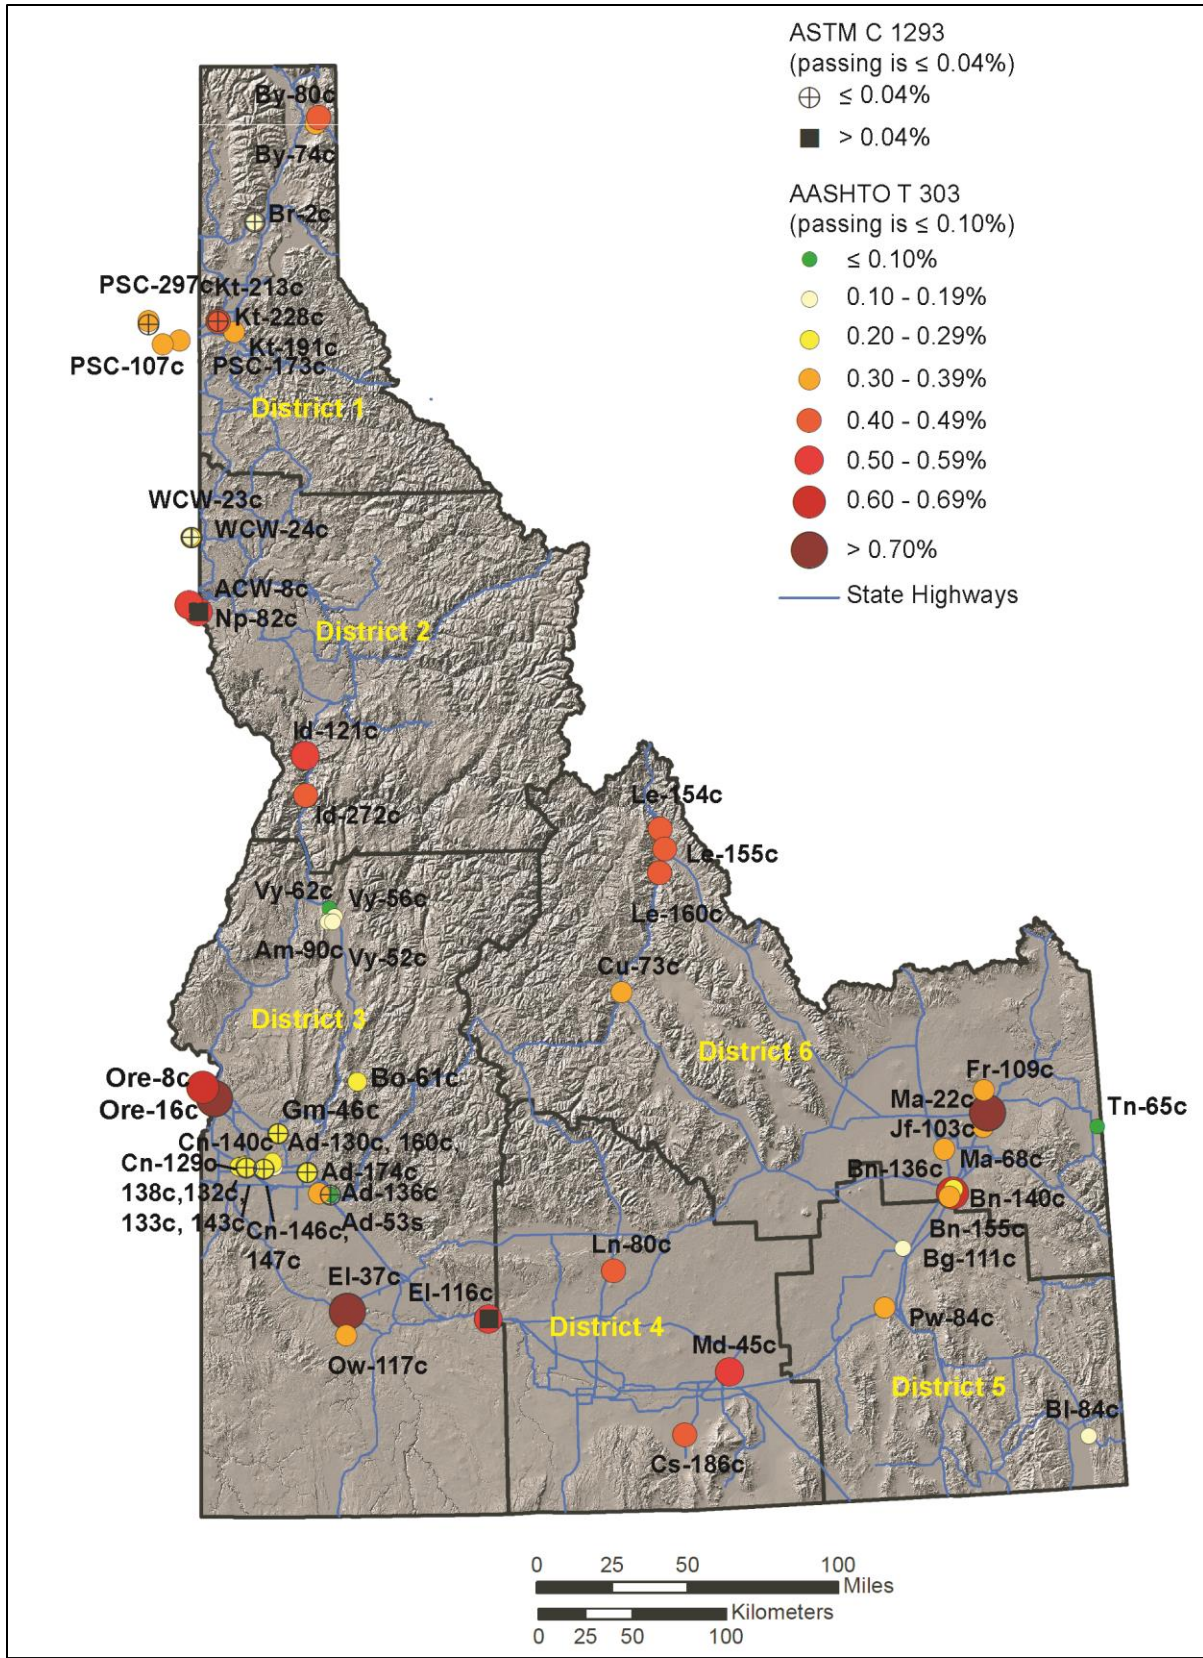 ASTM C 1293
(passing is ≤ 0.04%)
≤ 0.04%
> 0.04%
AASHTO T 303
(passing is ≤ 0.10%)
≤ 0.10%
0.10 - 0.19%
0.20 - 0.29%
0.30 - 0.39%
0.40 - 0.49%
0.50 - 0.59%
0.60 - 0.69%
> 0.70%
State Highways
By-80c
By-74c
Br-2c
PSC-297c
Kt-213c
Kt-228c
Kt-191c
PSC-107c
PSC-173c
District 1
WCW-23c
WCW-24c
ACW-8c
Np-82c
District 2
Id-121c
Id-272c
Le-154c
Le-155c
Le-160c
Vy-62c
Vy-56c
Am-90c
Vy-52c
Cu-73c
District 3
District 6
Ore-8c
Bo-61c
Ore-16c
Gm-46c
Fr-109c
Ma-22c
Tn-65c
Jf-103c
Cn-140c
Ad-130c, 160c,
Cn-129c
Ad-174c
Ma-68c
Bn-136c
138c,132c,
Ad-136c
Bn-140c
133c, 143c
Ad-53s
Cn-146c,
147c
Bn-155c
Bg-111c
Ln-80c
El-37c
El-116c
Pw-84c
District 4
Ow-117c
Md-45c
District 5
Bl-84c
Cs-186c
0 25 50 100
Miles
Kilometers
0 25 50 100